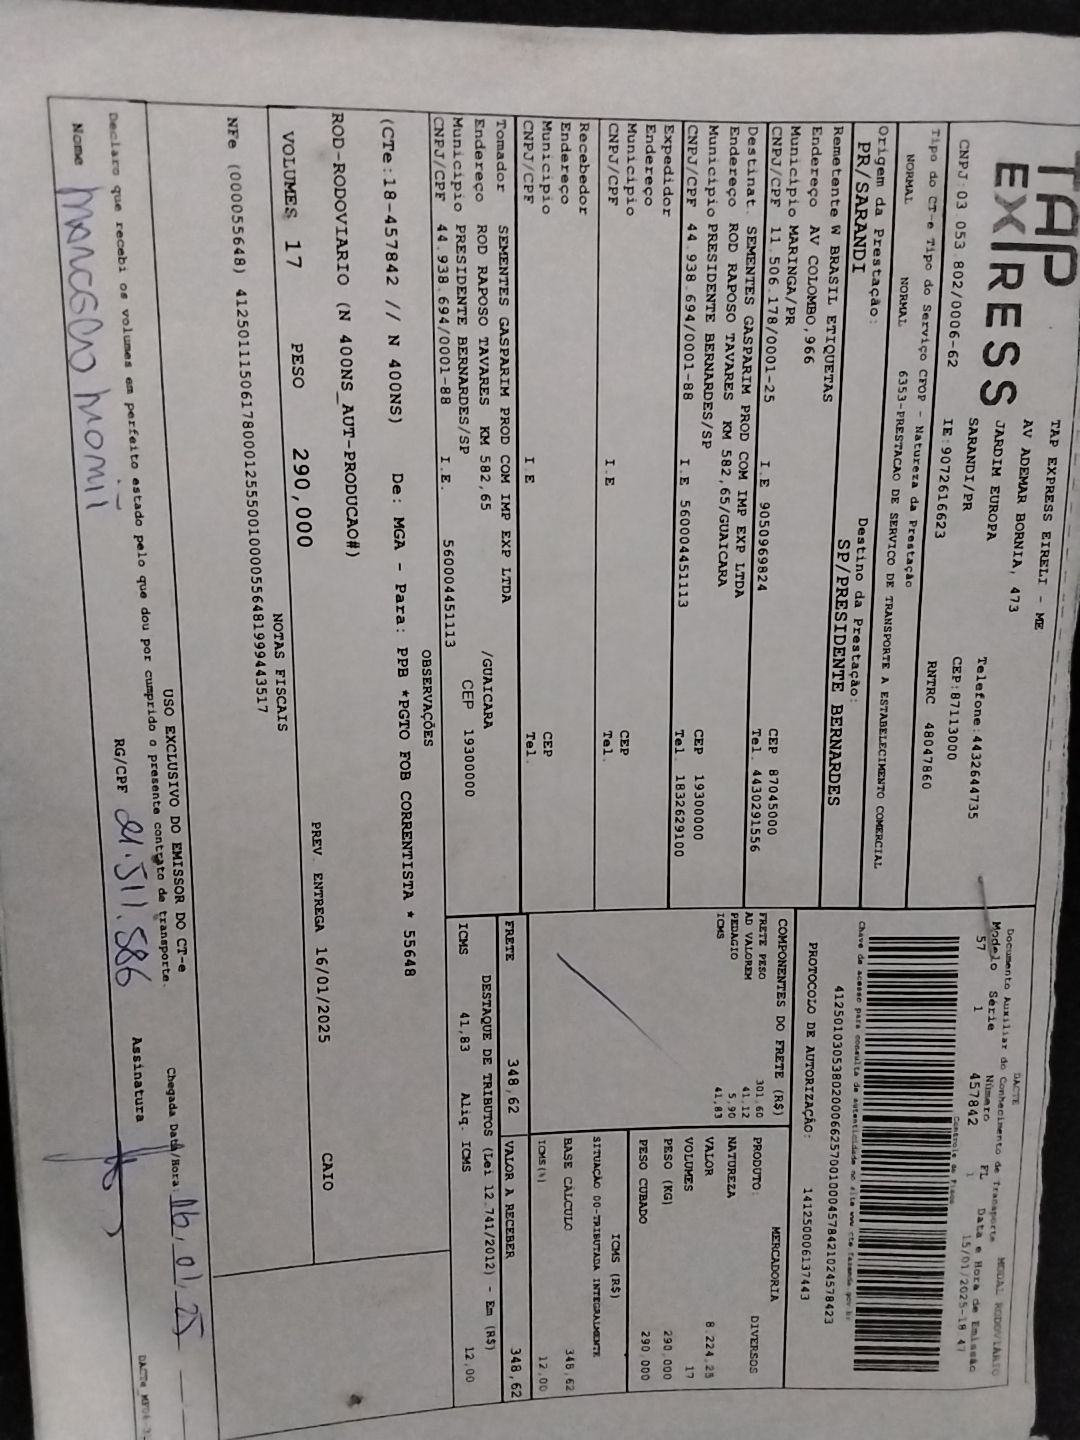 TAP
EXPRESS
TAP EXPRESS EIRELI - ME
AV ADEMAR BORNIA, 473
JARDIM EUROPA
SARANDI/PR
Telefone:4432644735
CEP:87113000
CNPJ:03.053.802/0006-62 IE:9072616623 RNTRC 48047860
Tipo do CT-e Tipo do Serviço CFOP - Natureza da Prestação
NORMAL NORMAL 6353-PRESTACAO DE SERVICO DE TRANSPORTE A ESTABELECIMENTO COMERCIAL
Origem da Prestação: Destino da Prestação:
PR/SARANDI SP/PRESIDENTE BERNARDES
Remetente W BRASIL ETIQUETAS
Endereço AV COLOMBO,966
Municipio MARINGA/PR CEP 87045000
CNPJ/CPF 11.506.178/0001-25 I.E 9050969824 Tel. 4430291556
Destinat. SEMENTES GASPARIM PROD COM IMP EXP LTDA
Endereço ROD RAPOSO TAVARES KM 582,65/GUAICARA
Municipio PRESIDENTE BERNARDES/SP CEP 19300000
CNPJ/CPF 44.938.694/0001-88 I.E 560004451113 Tel. 1832629100
Expedidor
Endereço
Municipio CEP
CNPJ/CPF I.E Tel.
Recebedor
Endereço
Municipio CEP
CNPJ/CPF I.E Tel.
Tomador SEMENTES GASPARIM PROD COM IMP EXP LTDA
Endereço ROD RAPOSO TAVARES KM 582,65 /GUAICARA
Municipio PRESIDENTE BERNARDES/SP CEP 19300000
CNPJ/CPF 44.938.694/0001-88 I.E. 560004451113
DACTE
Documento Auxiliar do Conhecimento de Transporte MODAL RODOVIÁRIO
Modelo Série Número FL Data e Hora de Emissão
57 1 457842 1 15/01/2025-18:47
Controle do Fisco
Chave de acesso para consulta de autenticidade no site www.cte.fazenda.gov.br
41250103053802000662570010004578421024578423
PROTOCOLO DE AUTORIZAÇÃO: 141250006137443
COMPONENTES DO FRETE (R$)
FRETE PESO 301,60
AD VALOREM 41,12
PEDAGIO 5,90
ICMS 41,83
MERCADORIA
PRODUTO: DIVERSOS
NATUREZA
VALOR 8.224,25
VOLUMES 17
PESO (KG) 290,000
PESO CUBADO 290,000
ICMS (R$)
SITUAÇÃO 00-TRIBUTADA INTEGRALMENTE
BASE CÁLCULO 348,62
ICMS(%) 12,00
FRETE 348,62 VALOR A RECEBER 348,62
DESTAQUE DE TRIBUTOS (Lei 12.741/2012) - Em (R$)
ICMS 41,83 Aliq. ICMS 12,00
OBSERVAÇÕES
(CTe:18-457842 // N 400NS) De: MGA - Para: PPB *PGTO FOB CORRENTISTA * 55648
ROD-RODOVIARIO (N 400NS_AUT-PRODUCAO#)
VOLUMES 17 PESO 290,000 PREV. ENTREGA 16/01/2025 CAIO
NOTAS FISCAIS
NFe (000055648) 41250111506178000125550010000556481999443517
USO EXCLUSIVO DO EMISSOR DO CT-e
Declaro que recebi os volumes em perfeito estado pelo que dou por cumprido o presente contrato de transporte.
Chegada Data/Hora: 16, 01, 25
Nome RG/CPF 21.511.586 Assinatura